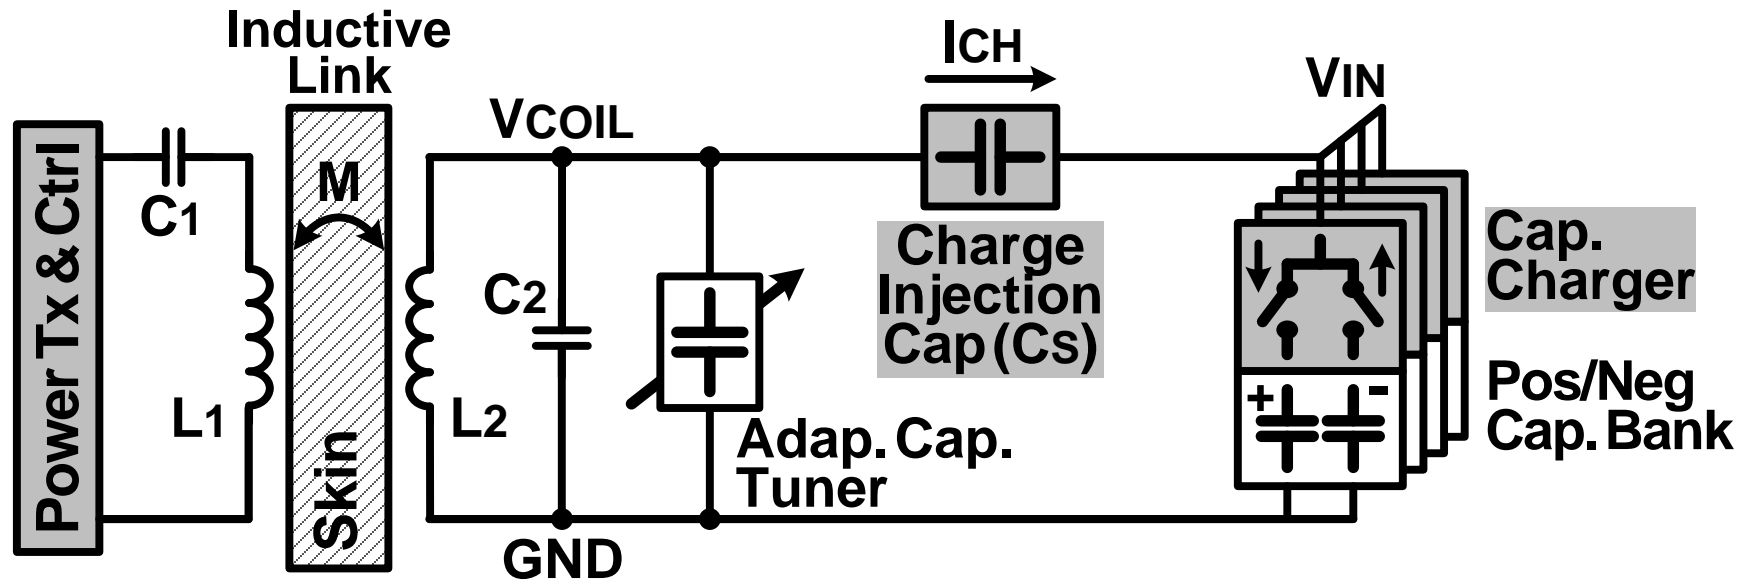 Inductive
Link
ICH
VIN
VCOIL
Power Tx & Ctrl
C1
M
C2
L1
L2
Skin
Charge
Injection
Cap (CS)
Adap. Cap.
Tuner
GND
Cap.
Charger
+ -
Pos/Neg
Cap. Bank